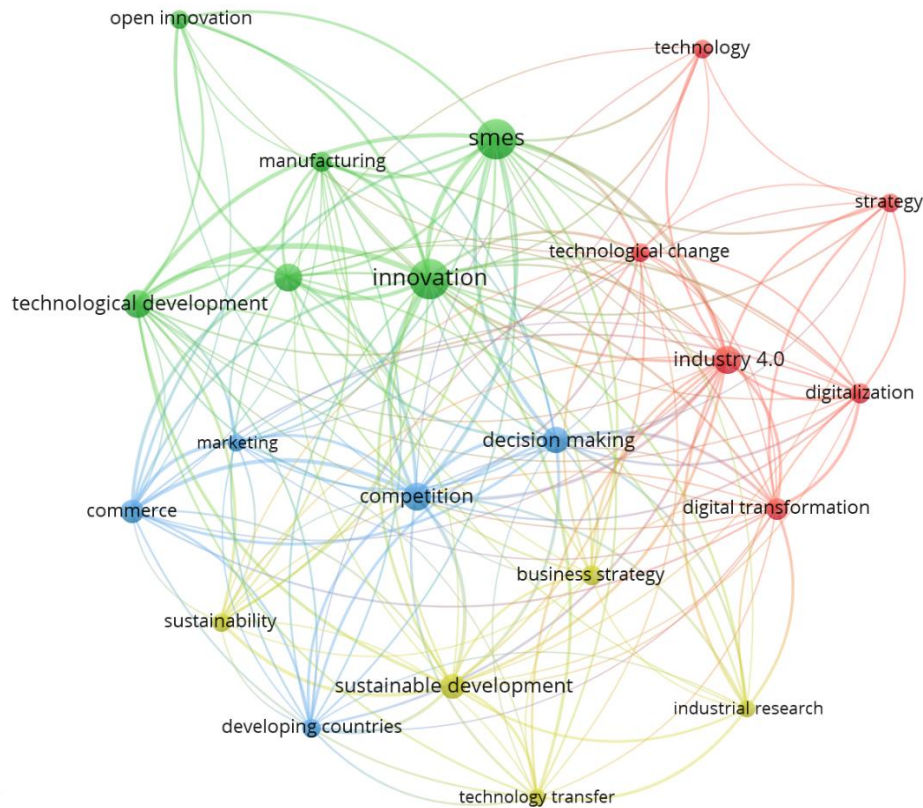 open innovation
technology
smes
manufacturing
strategy
technological change
innovation
technological development
industry 4.0
digitalization
marketing
decision making
competition
commerce
digital transformation
business strategy
sustainability
sustainable development
industrial research
developing countries
technology transfer